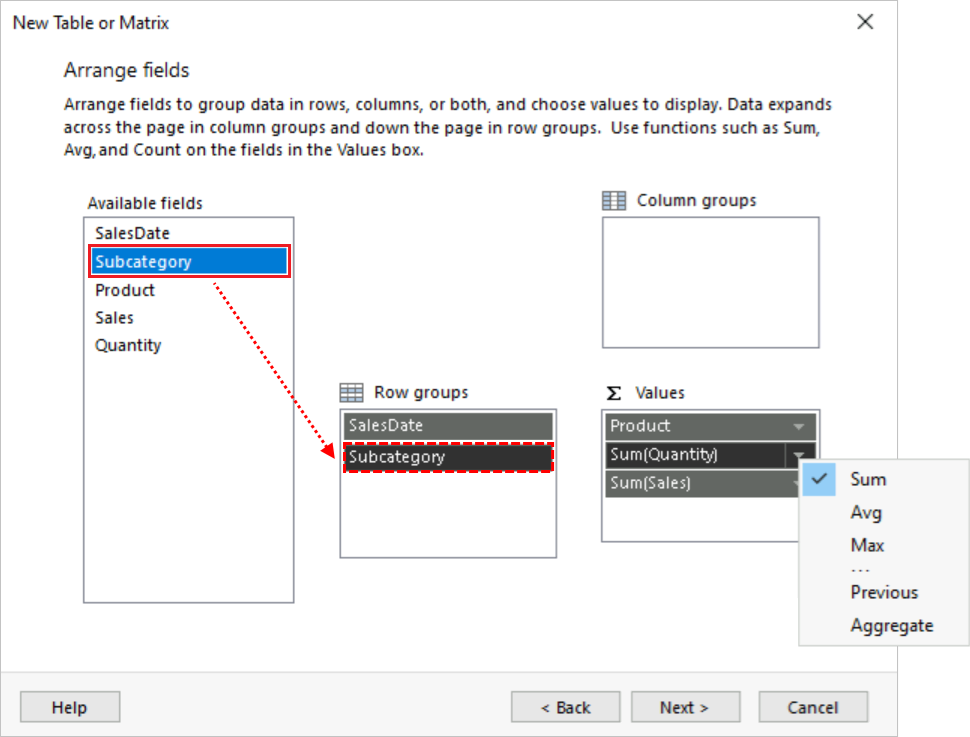 New Table or Matrix
Arrange fields
Arrange fields to group data in rows, columns, or both, and choose values to display. Data expands
across the page in column groups and down the page in row groups.  Use functions such as Sum,
Avg,and Count on the fields in the Values box.
Available fields
SalesDate
Subcategory
Product
Sales
Quantity
Column groups
Row groups
SalesDate
Subcategory
Σ Values
Product
Sum(Quantity)
Sum(Sales)
Sum
Avg
Max
...
Previous
Aggregate
Help
< Back
Next >
Cancel